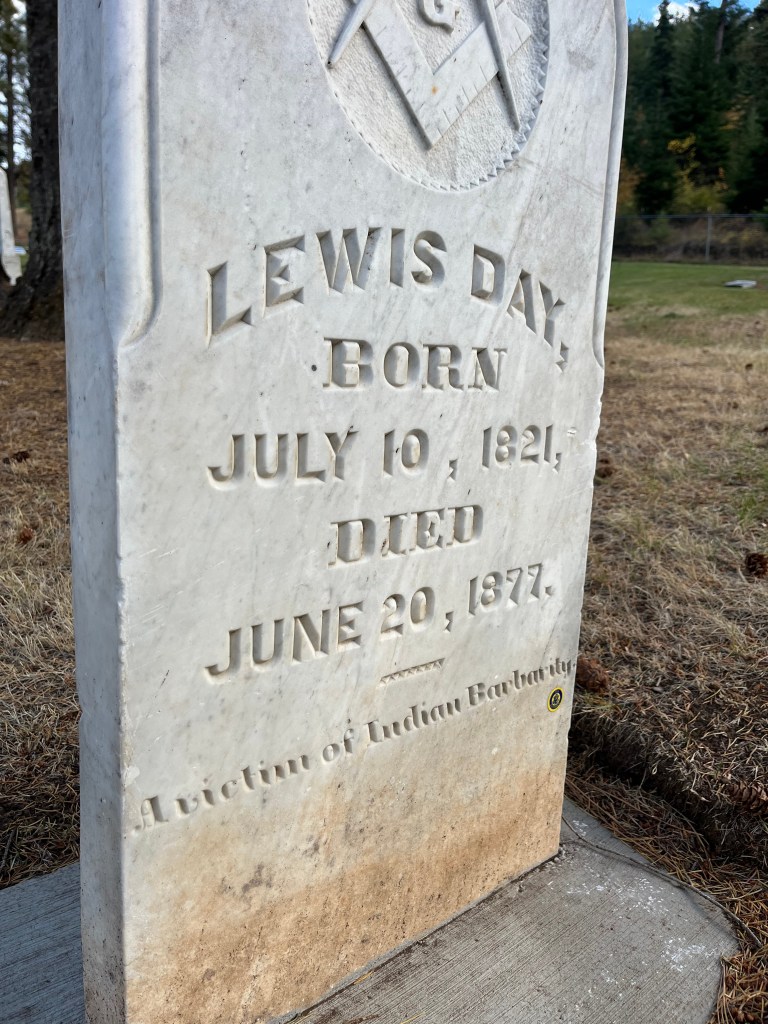 G
LEWIS DAY,
BORN
JULY 10, 1821,
DIED
JUNE 20, 1877.
A victim of Indian Barbarity.